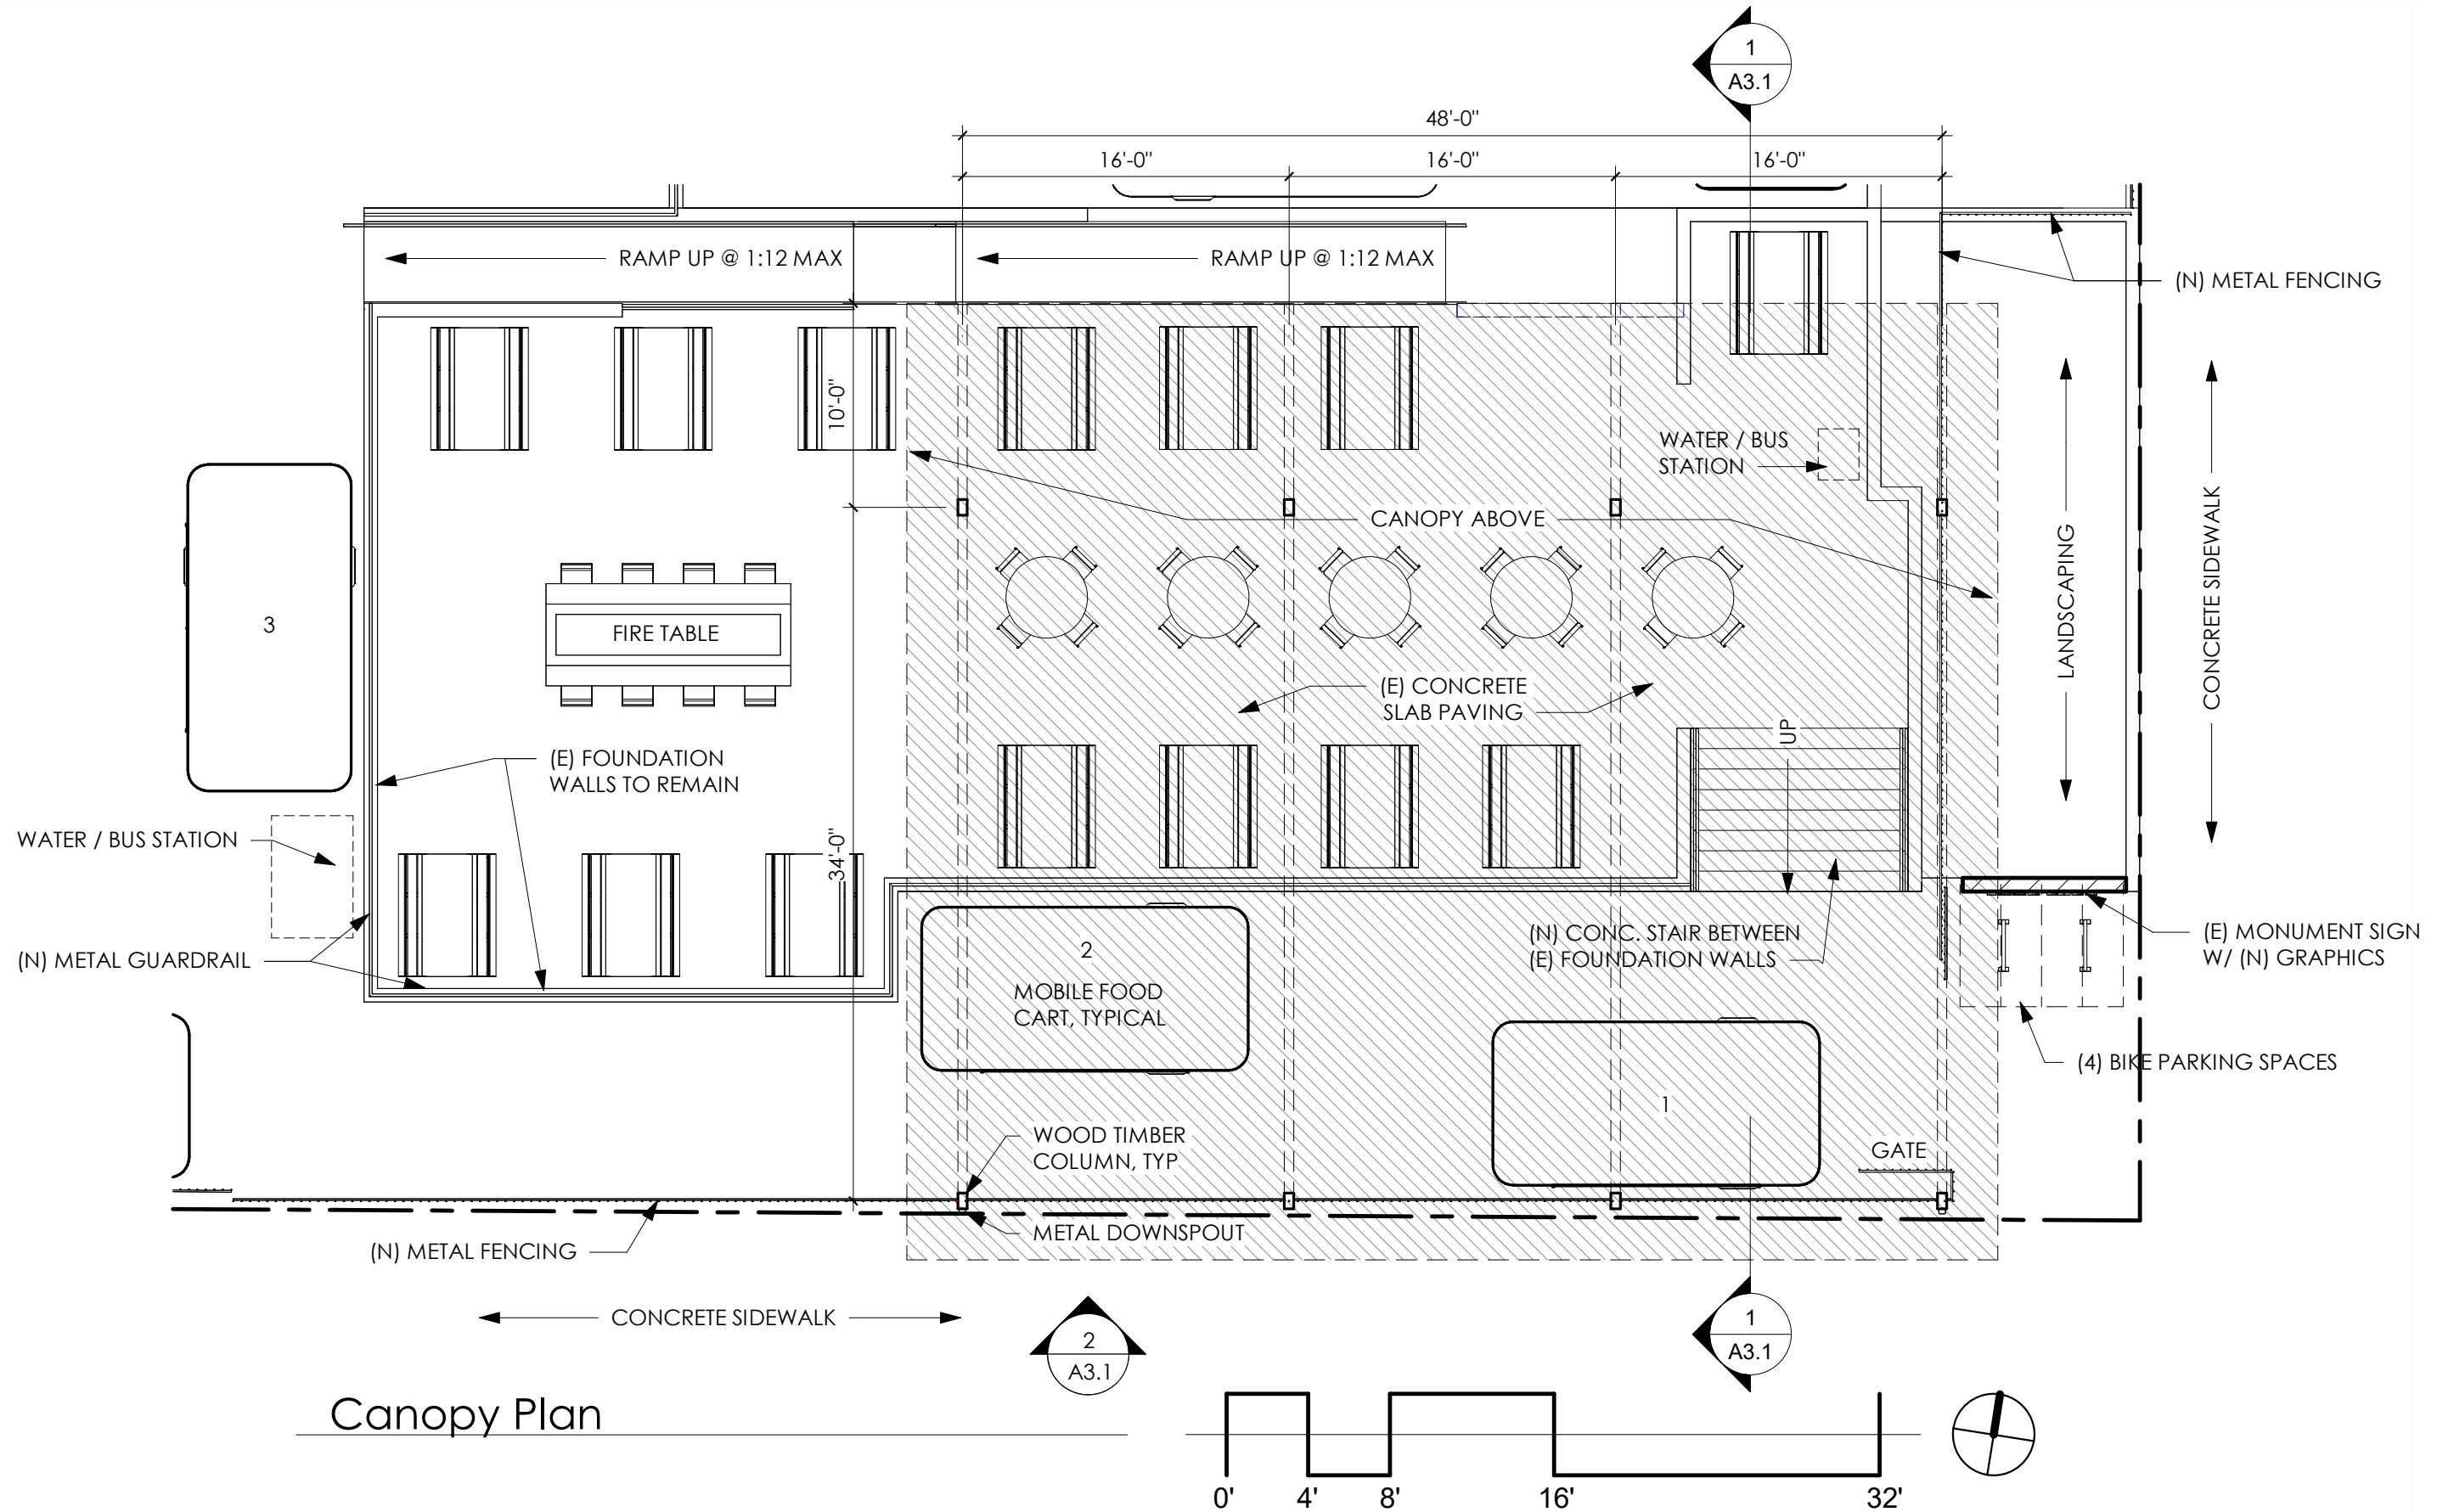 1
A3.1
48'-0"
16'-0"
16'-0"
16'-0"
RAMP UP @ 1:12 MAX
RAMP UP @ 1:12 MAX
(N) METAL FENCING
10'-0"
WATER / BUS
STATION
CANOPY ABOVE
LANDSCAPING
CONCRETE SIDEWALK
3
FIRE TABLE
(E) CONCRETE
SLAB PAVING
UP
(E) FOUNDATION
WALLS TO REMAIN
WATER / BUS STATION
34'-0"
(N) METAL GUARDRAIL
2
MOBILE FOOD
CART, TYPICAL
(N) CONC. STAIR BETWEEN
(E) FOUNDATION WALLS
(E) MONUMENT SIGN
W/ (N) GRAPHICS
(4) BIKE PARKING SPACES
1
WOOD TIMBER
COLUMN, TYP
GATE
METAL DOWNSPOUT
(N) METAL FENCING
CONCRETE SIDEWALK
2
A3.1
1
A3.1
Canopy Plan
0'
4'
8'
16'
32'